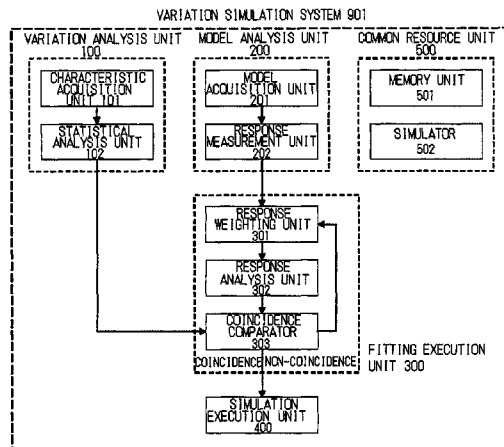 VARIATION SIMULATION SYSTEM 901
VARIATION ANALYSIS UNIT
100
MODEL ANALYSIS UNIT
200
COMMON RESOURCE UNIT
500
CHARACTERISTIC
ACQUISITION
UNIT 101
STATISTICAL
ANALYSIS UNIT
102
MODEL
ACQUISITION UNIT
201
RESPONSE
MEASUREMENT UNIT
202
MEMORY UNIT
501
SIMULATOR
502
RESPONSE
WEIGHTING UNIT
301
RESPONSE
ANALYSIS UNIT
302
COINCIDENCE
COMPARATOR
303
COINCIDENCE
NON-COINCIDENCE
FITTING EXECUTION
UNIT 300
SIMULATION
EXECUTION UNIT
400